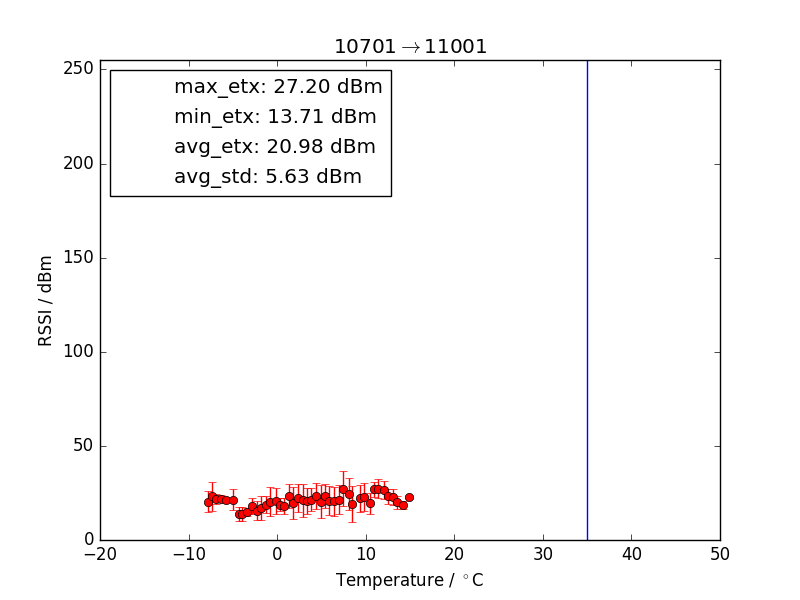 10701→11001
max_etx: 27.20 dBm
min_etx: 13.71 dBm
avg_etx: 20.98 dBm
avg_std: 5.63 dBm
RSSI / dBm
250
200
150
100
50
0
−20 −10 0 10 20 30 40 50
Temperature / °C